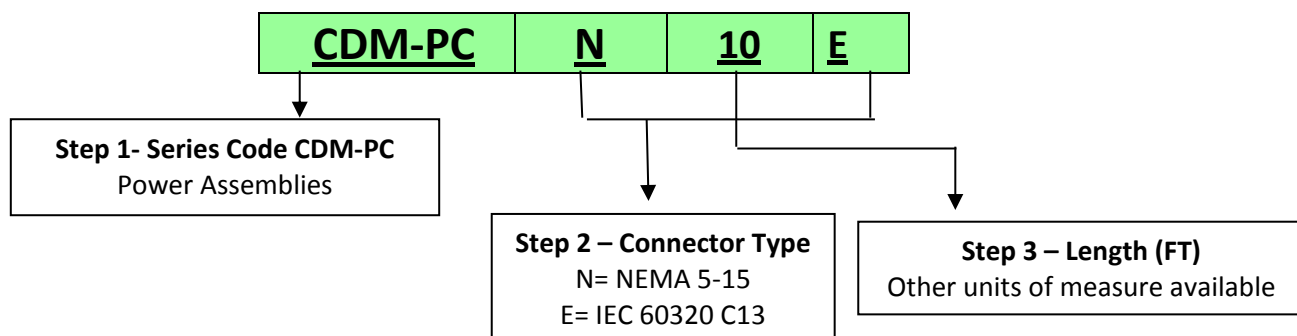 CDM-PC N 10 E
Step 1- Series Code CDM-PC
Power Assemblies
Step 2 – Connector Type
N= NEMA 5-15
E= IEC 60320 C13
Step 3 – Length (FT)
Other units of measure available